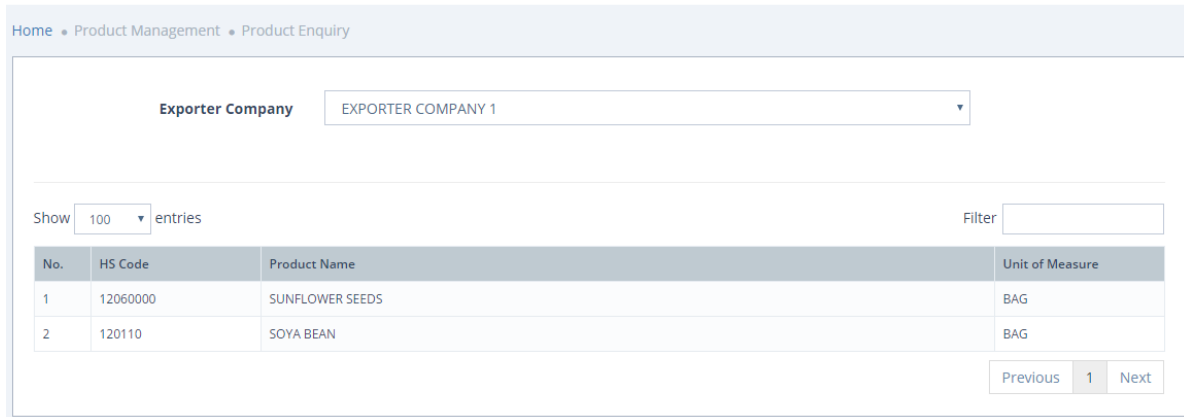 Home • Product Management • Product Enquiry
Exporter Company EXPORTER COMPANY 1
Show 100 entries Filter
No. HS Code Product Name Unit of Measure
1 12060000 SUNFLOWER SEEDS BAG
2 120110 SOYA BEAN BAG
Previous 1 Next